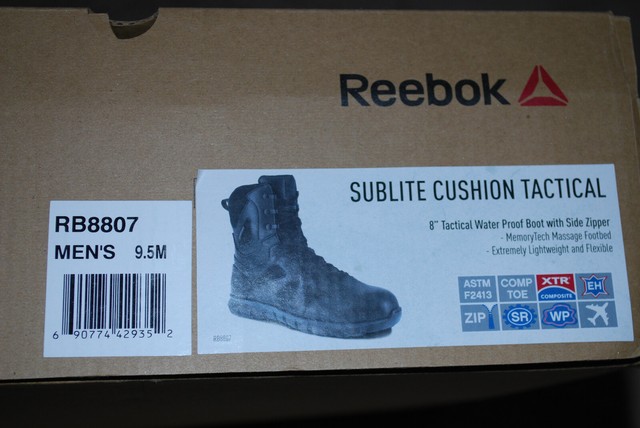 Reebok
RB8807
MEN'S 9.5M
6 90774 42935 2
SUBLITE CUSHION TACTICAL
8" Tactical Water Proof Boot with Side Zipper
- MemoryTech Massage Footbed
- Extremely Lightweight and Flexible
ASTM F2413
COMP TOE
XTR COMPOSITE
EH
ZIP
SR
WP
RB8807